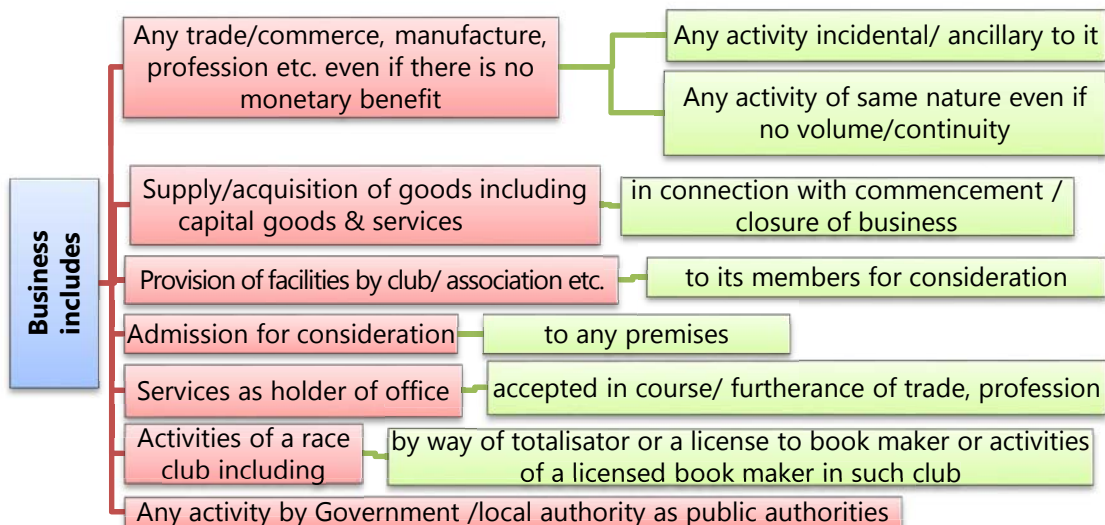 Business
includes
Any trade/commerce, manufacture,
profession etc. even if there is no
monetary benefit
Any activity incidental/ ancillary to it
Any activity of same nature even if
no volume/continuity
Supply/acquisition of goods including
capital goods & services
in connection with commencement /
closure of business
Provision of facilities by club/ association etc.
to its members for consideration
Admission for consideration
to any premises
Services as holder of office
accepted in course/ furtherance of trade, profession
Activities of a race
club including
by way of totalisator or a license to book maker or activities
of a licensed book maker in such club
Any activity by Government /local authority as public authorities